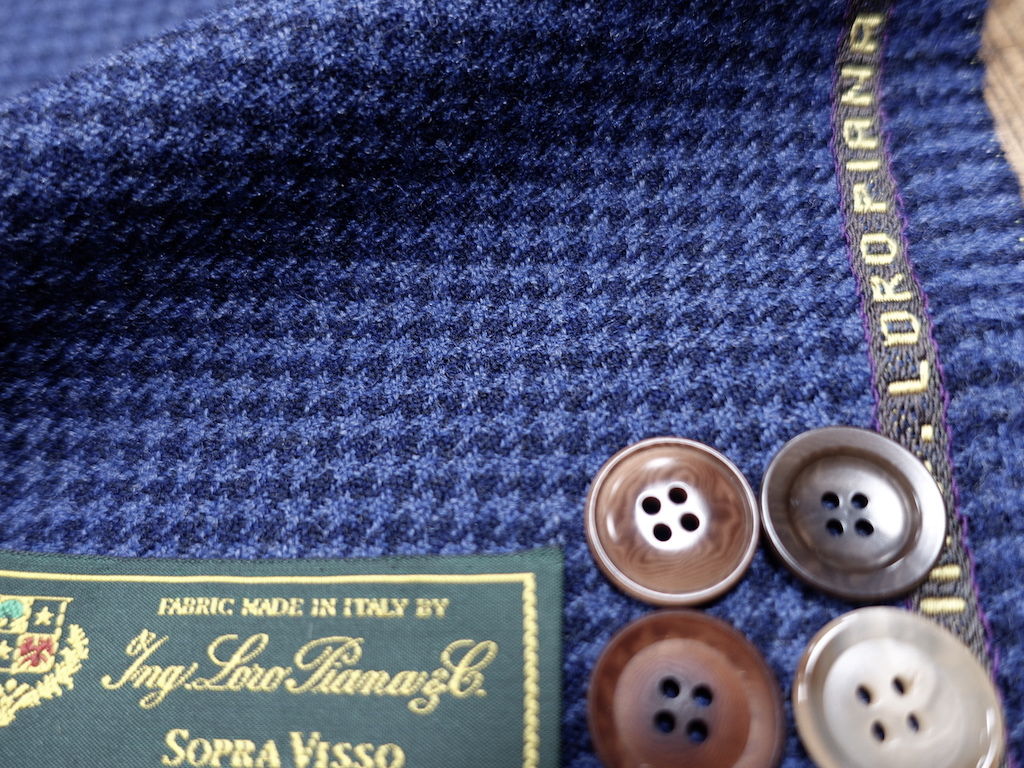 LORO PIANA
FABRIC MADE IN ITALY BY
Ing. Loro Piana & C.
SOPRA VISSO